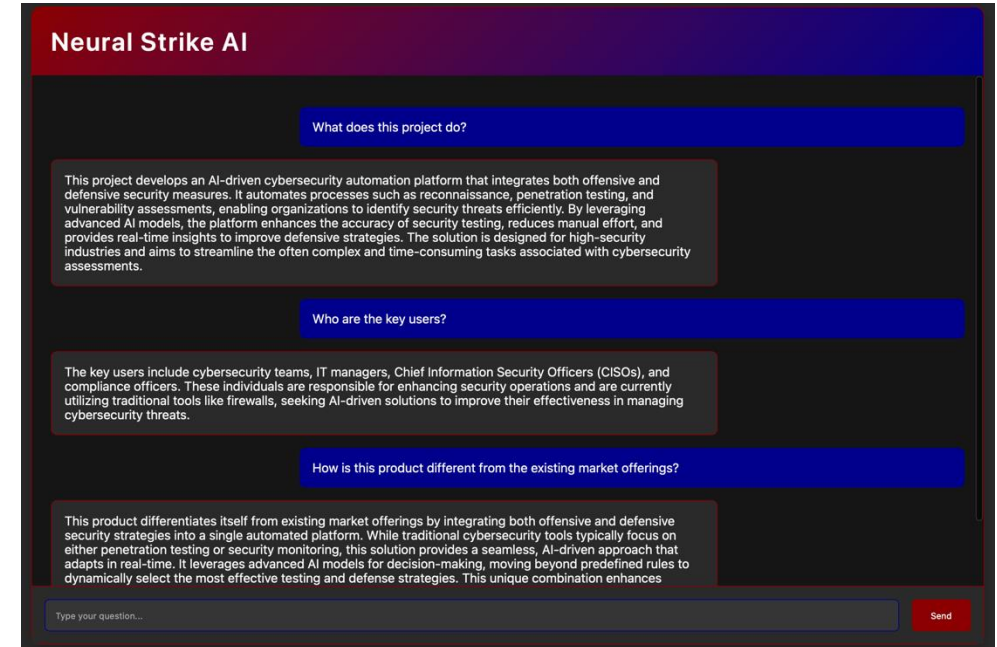 Neural Strike AI
What does this project do?
This project develops an AI-driven cybersecurity automation platform that integrates both offensive and
defensive security measures. It automates processes such as reconnaissance, penetration testing, and
vulnerability assessments, enabling organizations to identify security threats efficiently. By leveraging
advanced AI models, the platform enhances the accuracy of security testing, reduces manual effort, and
provides real-time insights to improve defensive strategies. The solution is designed for high-security
industries and aims to streamline the often complex and time-consuming tasks associated with cybersecurity
assessments.
Who are the key users?
The key users include cybersecurity teams, IT managers, Chief Information Security Officers (CISOs), and
compliance officers. These individuals are responsible for enhancing security operations and are currently
utilizing traditional tools like firewalls, seeking AI-driven solutions to improve their effectiveness in managing
cybersecurity threats.
How is this product different from the existing market offerings?
This product differentiates itself from existing market offerings by integrating both offensive and defensive
security strategies into a single automated platform. While traditional cybersecurity tools typically focus on
either penetration testing or security monitoring, this solution provides a seamless, AI-driven approach that
adapts in real-time. It leverages advanced AI models for decision-making, moving beyond predefined rules to
dynamically select the most effective testing and defense strategies. This unique combination enhances
Type your question...
Send